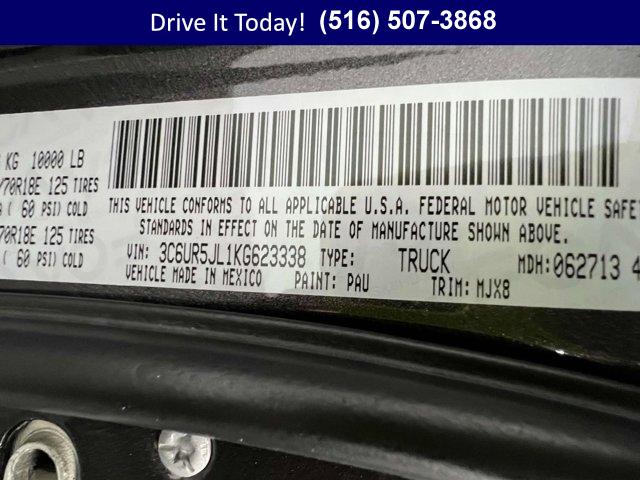 Drive It Today! (516) 507-3868
KG 10000 LB
70R18E 125 TIRES
( 60 PSI) COLD
70R18E 125 TIRES
( 60 PSI) COLD
THIS VEHICLE CONFORMS TO ALL APPLICABLE U.S.A. FEDERAL MOTOR VEHICLE SAFE
STANDARDS IN EFFECT ON THE DATE OF MANUFACTURE SHOWN ABOVE.
VIN: 3C6UR5JL1KG623338 TYPE: TRUCK MDH:062713 4
VEHICLE MADE IN MEXICO PAINT: PAU TRIM: MJX8